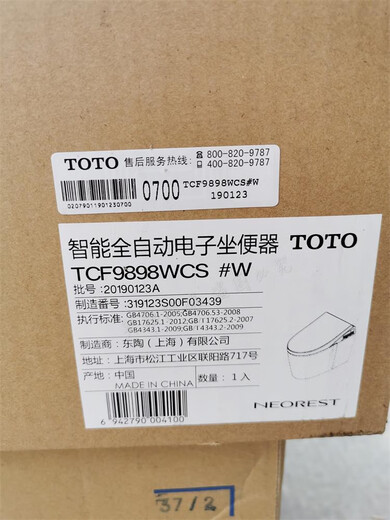 TOTO 售后服务热线: 800-820-9787
400-820-9787
0700 TCF9898WCS#W
190123
02079011901230700
智能全自动电子坐便器 TOTO
TCF9898WCS #W
批号:20190123A
制造番号:319123S00F03439
执行标准: GB4706.1-2005;GB4706.53-2008
GB17625.1-2012;GB/T17625.2-2007
GB4343.1-2009;GB/T4343.2-2009
制造商: 东陶(上海)有限公司
地址: 上海市松江工业区联阳路717号
产地: 中国 数量:1入
MADE IN CHINA
NEOREST
6 942790 004100
37/2